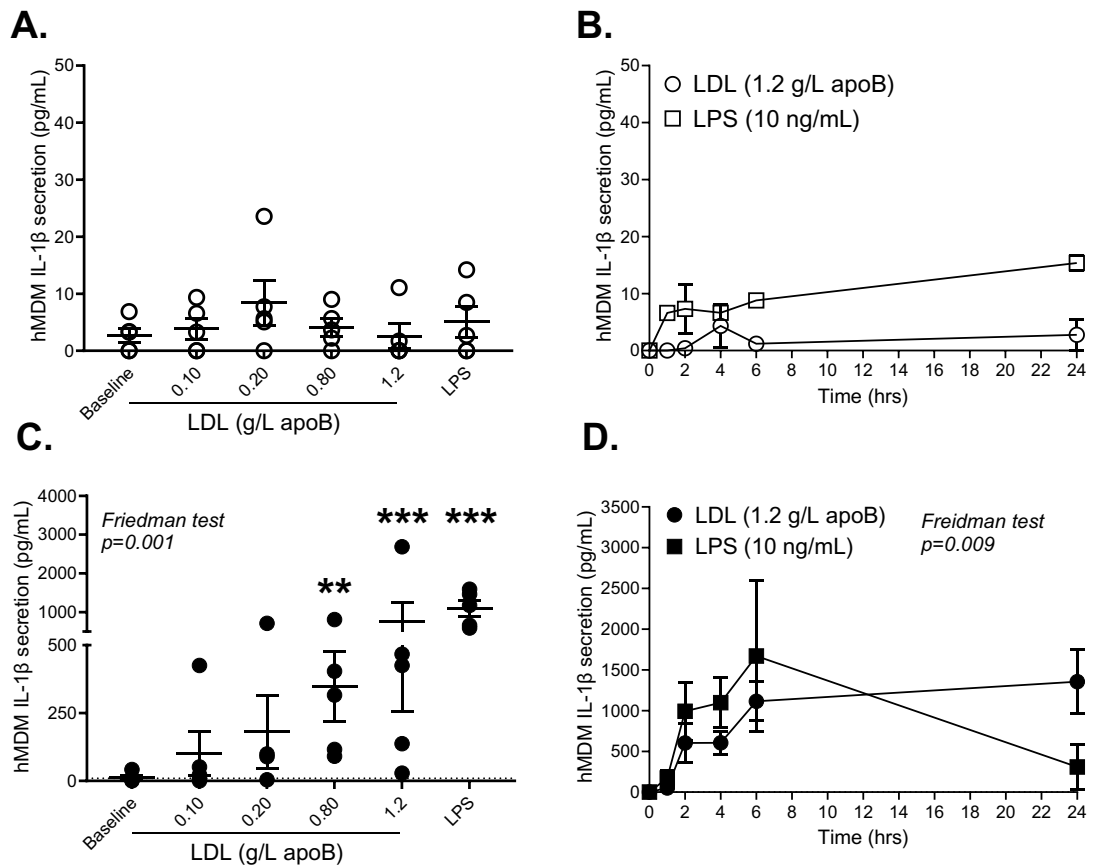 A.
hMDM IL-1β secretion (pg/mL)
50
40
30
20
10
0
Baseline
0.10
0.20
0.80
1.2
LPS
LDL (g/L apoB)
B.
hMDM IL-1β secretion (pg/mL)
50
40
30
20
10
0
LDL (1.2 g/L apoB)
LPS (10 ng/mL)
0 2 4 6 8 10 12 14 16 18 20 22 24
Time (hrs)
C.
hMDM IL-1β secretion (pg/mL)
4000
3000
2000
1000
500
250
0
Friedman test
p=0.001
**
***
***
Baseline
0.10
0.20
0.80
1.2
LPS
LDL (g/L apoB)
D.
hMDM IL-1β secretion (pg/mL)
3500
3000
2500
2000
1500
1000
500
0
LDL (1.2 g/L apoB)
LPS (10 ng/mL)
Freidman test
p=0.009
0 2 4 6 8 10 12 14 16 18 20 22 24
Time (hrs)